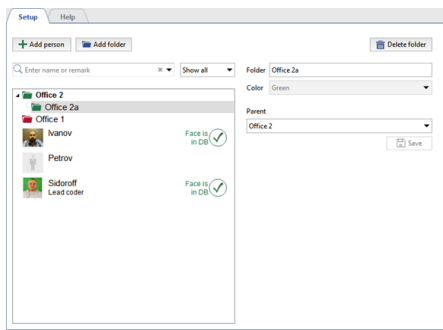 Setup Help
Add person Add folder Delete folder
Enter name or remark Show all Folder Office 2a
Color Green
Office 2
Office 2a
Office 1
Parent
Office 2
Save
Ivanov Face is in DB
Petrov
Sidoroff Face is in DB
Lead coder